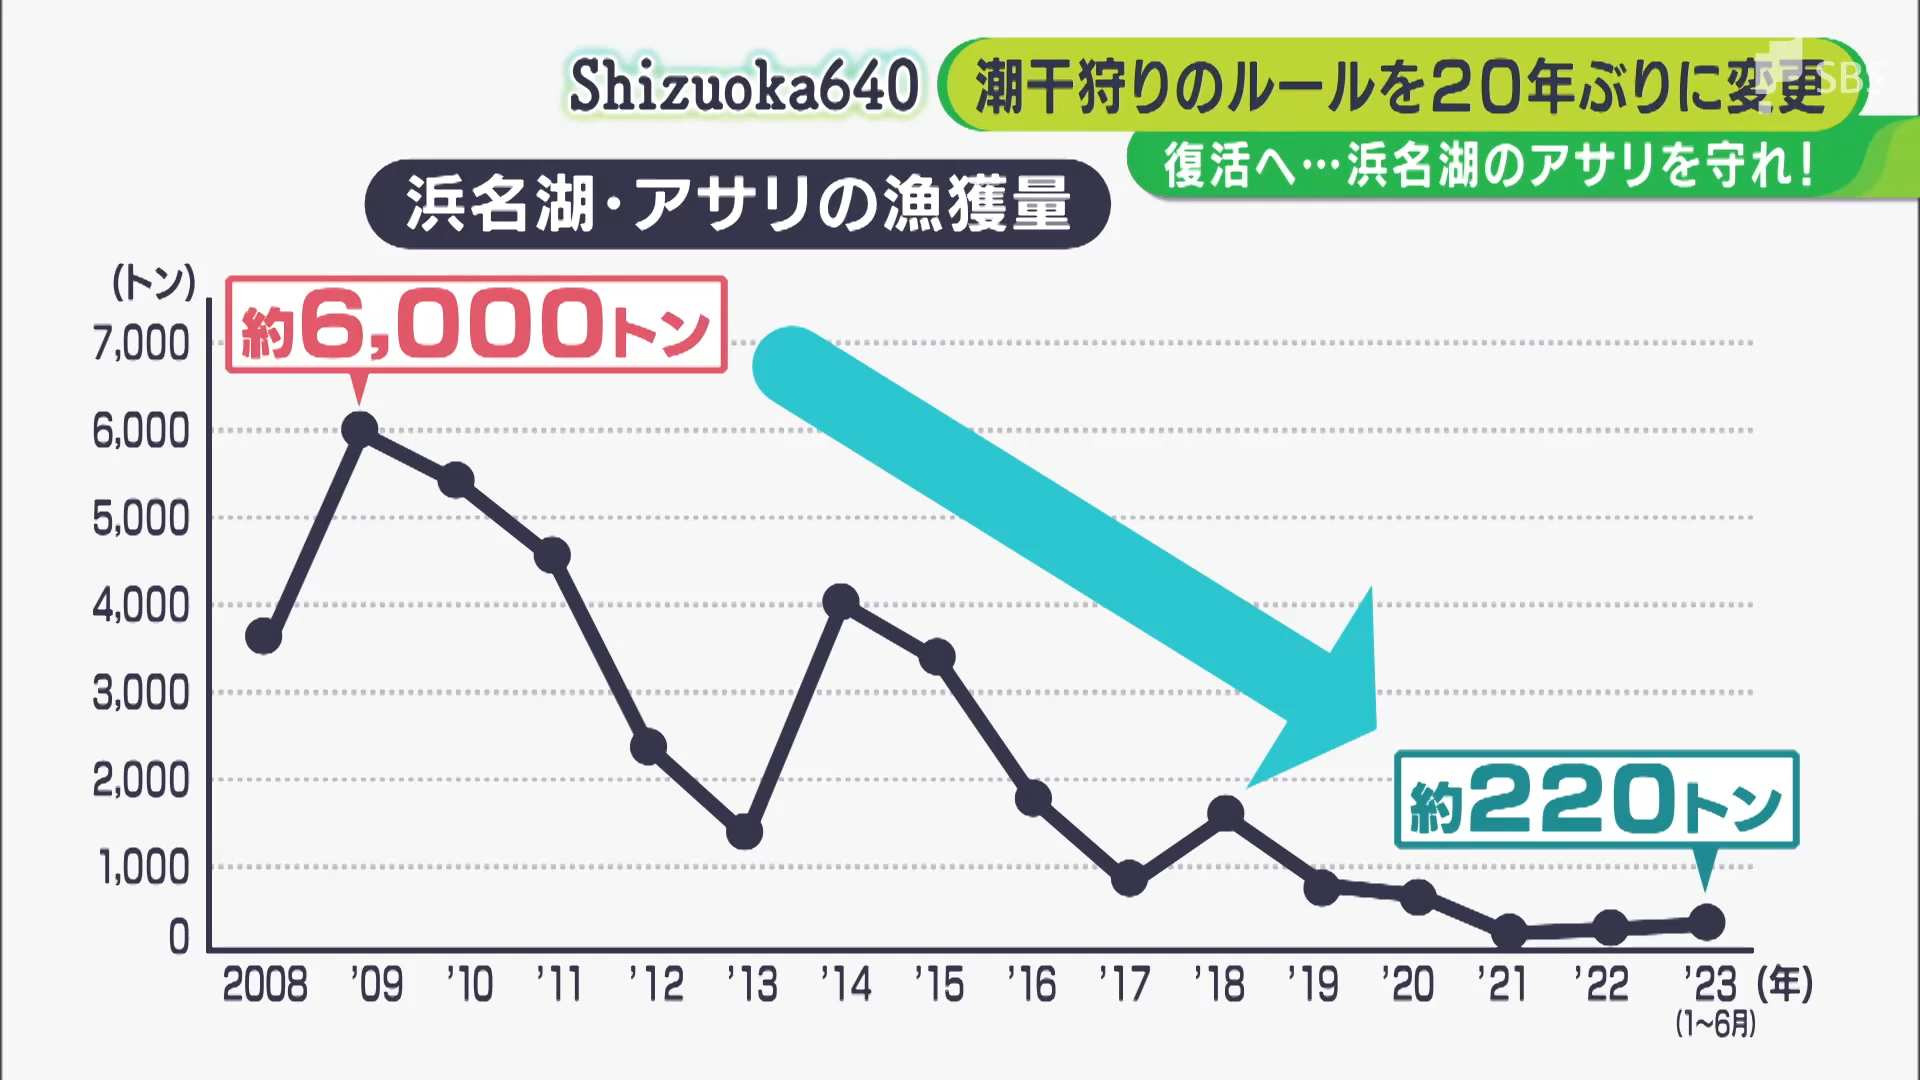 Shizuoka640
潮干狩りのルールを20年ぶりに変更
SBS
復活へ…浜名湖のアサリを守れ！
浜名湖・アサリの漁獲量
(トン)
約6,000トン
7,000
6,000
5,000
4,000
3,000
2,000
1,000
0
約220トン
2008 ’09 ’10 ’11 ’12 ’13 ’14 ’15 ’16 ’17 ’18 ’19 ’20 ’21 ’22 ’23 (年)
(1～6月)